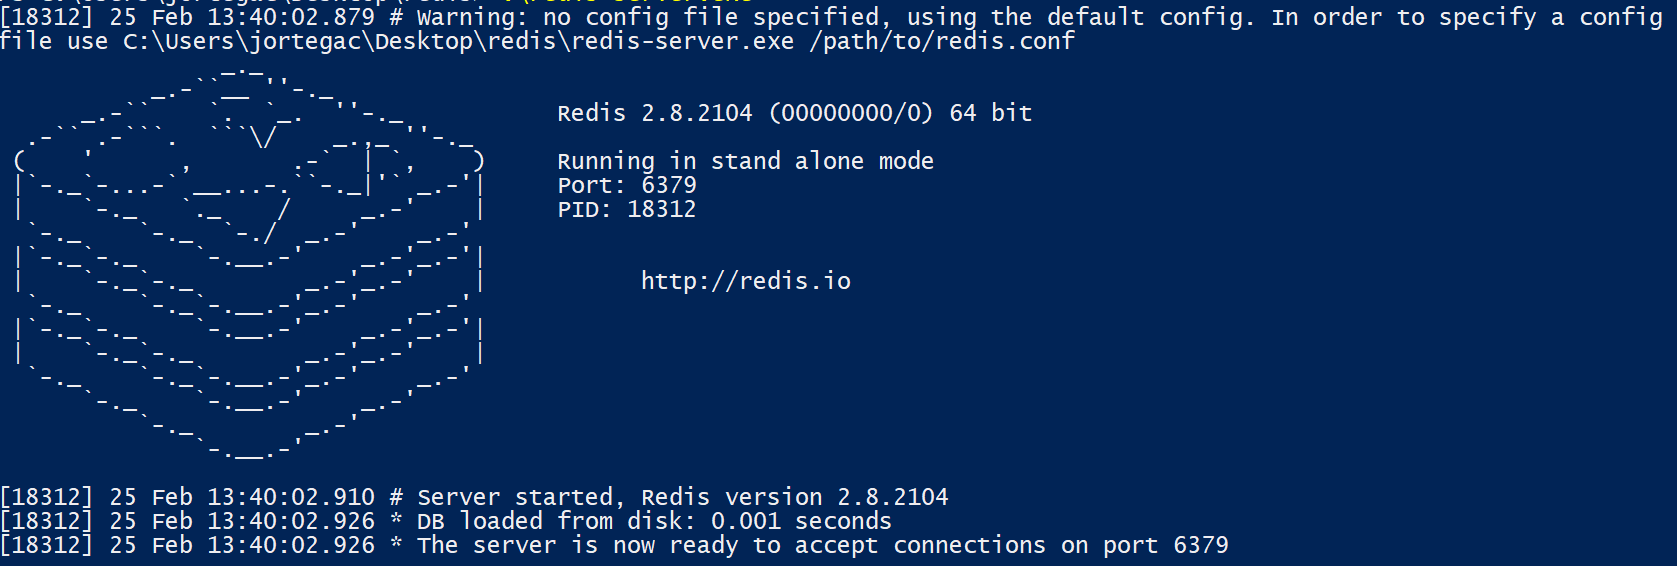 [18312] 25 Feb 13:40:02.879 # Warning: no config file specified, using the default config. In order to specify a config
file use C:\Users\jortegac\Desktop\redis\redis-server.exe /path/to/redis.conf
Redis 2.8.2104 (00000000/0) 64 bit
Running in stand alone mode
Port: 6379
PID: 18312
http://redis.io
[18312] 25 Feb 13:40:02.910 # Server started, Redis version 2.8.2104
[18312] 25 Feb 13:40:02.926 * DB loaded from disk: 0.001 seconds
[18312] 25 Feb 13:40:02.926 * The server is now ready to accept connections on port 6379